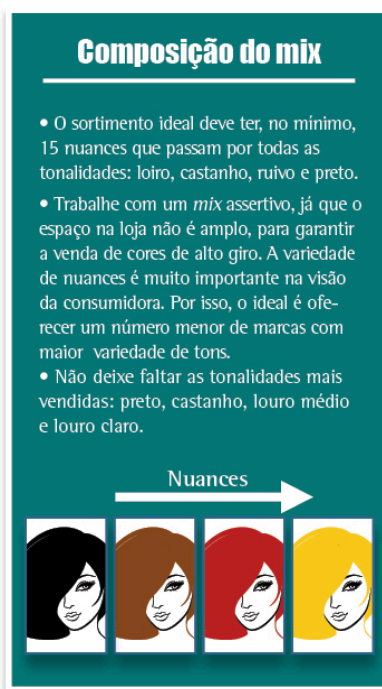 Composição do mix
• O sortimento ideal deve ter, no mínimo,
15 nuances que passam por todas as
tonalidades: loiro, castanho, ruivo e preto.
• Trabalhe com um mix assertivo, já que o
espaço na loja não é amplo, para garantir
a venda de cores de alto giro. A variedade
de nuances é muito importante na visão
da consumidora. Por isso, o ideal é ofe-
recer um número menor de marcas com
maior variedade de tons.
• Não deixe faltar as tonalidades mais
vendidas: preto, castanho, louro médio
e louro claro.
Nuances